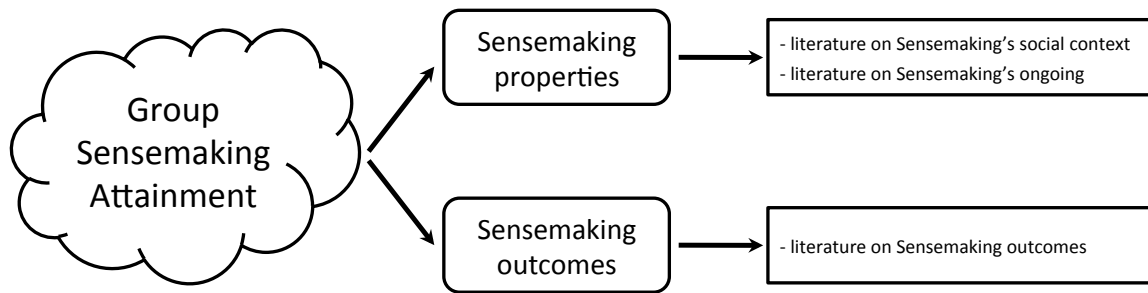 Group
Sensemaking
Attainment
Sensemaking
properties
- literature on Sensemaking's social context
- literature on Sensemaking's ongoing
Sensemaking
outcomes
- literature on Sensemaking outcomes